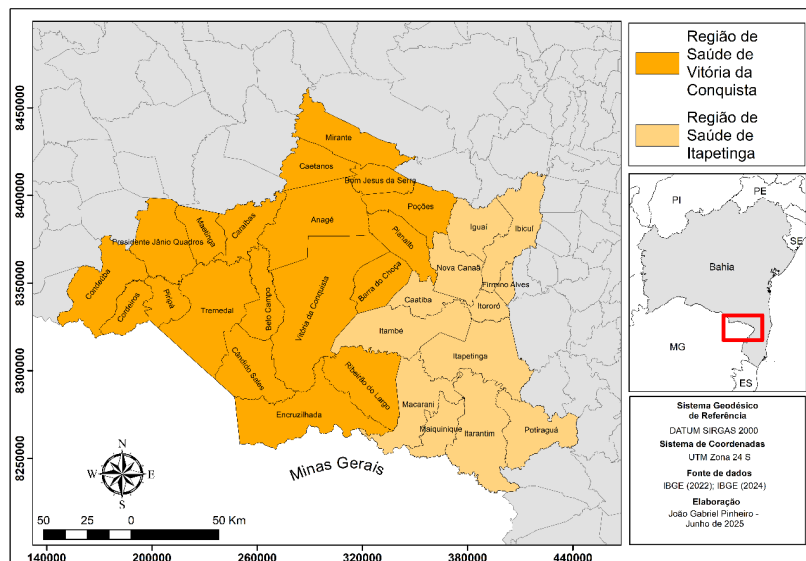 Região de
Saúde de
Vitória da
Conquista
Região de
Saúde de
Itapetinga
Mirante
Caetanos
Bom Jesus da Serra
Anagé
Poções
Planalto
Iguaí
Ibicuí
Presidente Jânio Quadros
Maetinga
Caraíbas
Nova Canaã
Firmino Alves
Condeúba
Cordeiros
Piripá
Tremedal
Belo Campo
Vitória da Conquista
Barra do Choça
Caatiba
Itororó
Itambé
Cândido Sales
Ribeirão do Largo
Itapetinga
Encruzilhada
Macarani
Maiquinique
Itarantim
Potiraguá
Minas Gerais
N
W
E
S
50
25
0
50 Km
8450000
8400000
8350000
8300000
8250000
140000
200000
260000
320000
380000
440000
PI
PE
SE
Bahia
MG
ES
Sistema Geodésico
de Referência
DATUM SIRGAS 2000
Sistema de Coordenadas
UTM Zona 24 S
Fonte de dados
IBGE (2022); IBGE (2024)
Elaboração
João Gabriel Pinheiro -
Junho de 2025